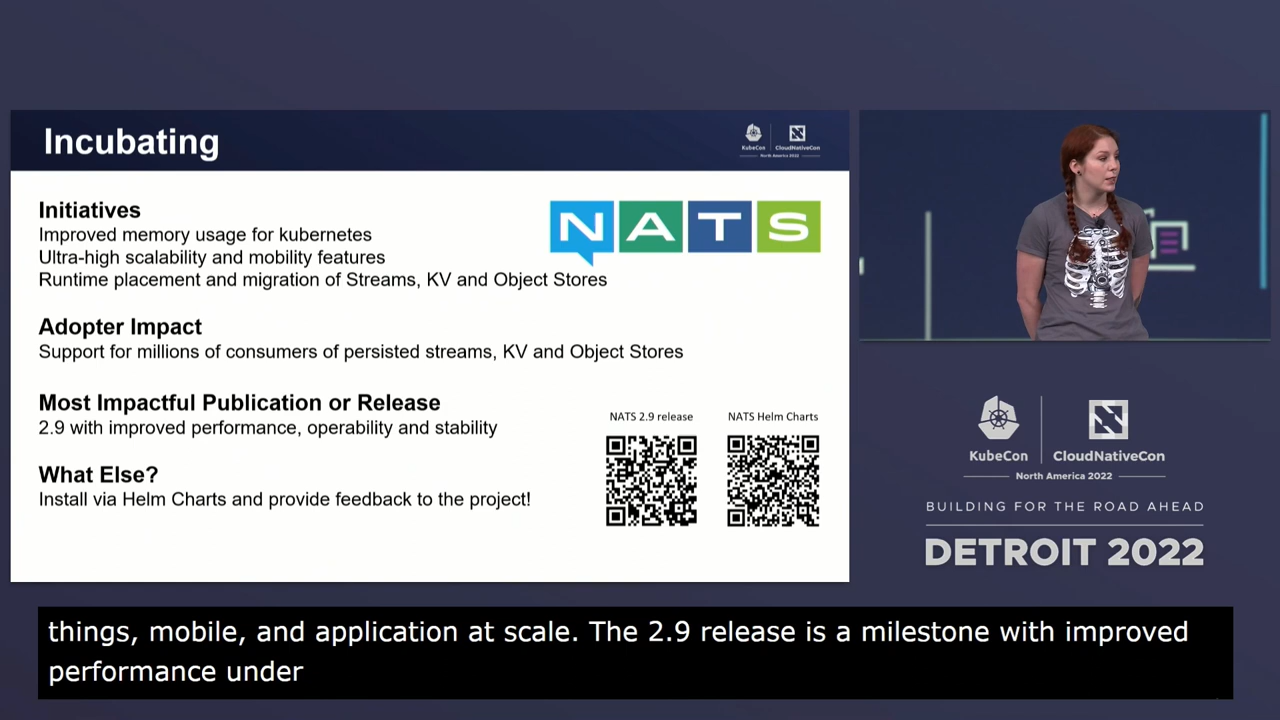 Incubating
KubeCon
CloudNativeCon
North America 2022
Initiatives
Improved memory usage for kubernetes
Ultra-high scalability and mobility features
Runtime placement and migration of Streams, KV and Object Stores
NATS
Adopter Impact
Support for millions of consumers of persisted streams, KV and Object Stores
Most Impactful Publication or Release
2.9 with improved performance, operability and stability
NATS 2.9 release
NATS Helm Charts
What Else?
Install via Helm Charts and provide feedback to the project!
KubeCon
CloudNativeCon
North America 2022
BUILDING FOR THE ROAD AHEAD
DETROIT 2022
things, mobile, and application at scale. The 2.9 release is a milestone with improved
performance under